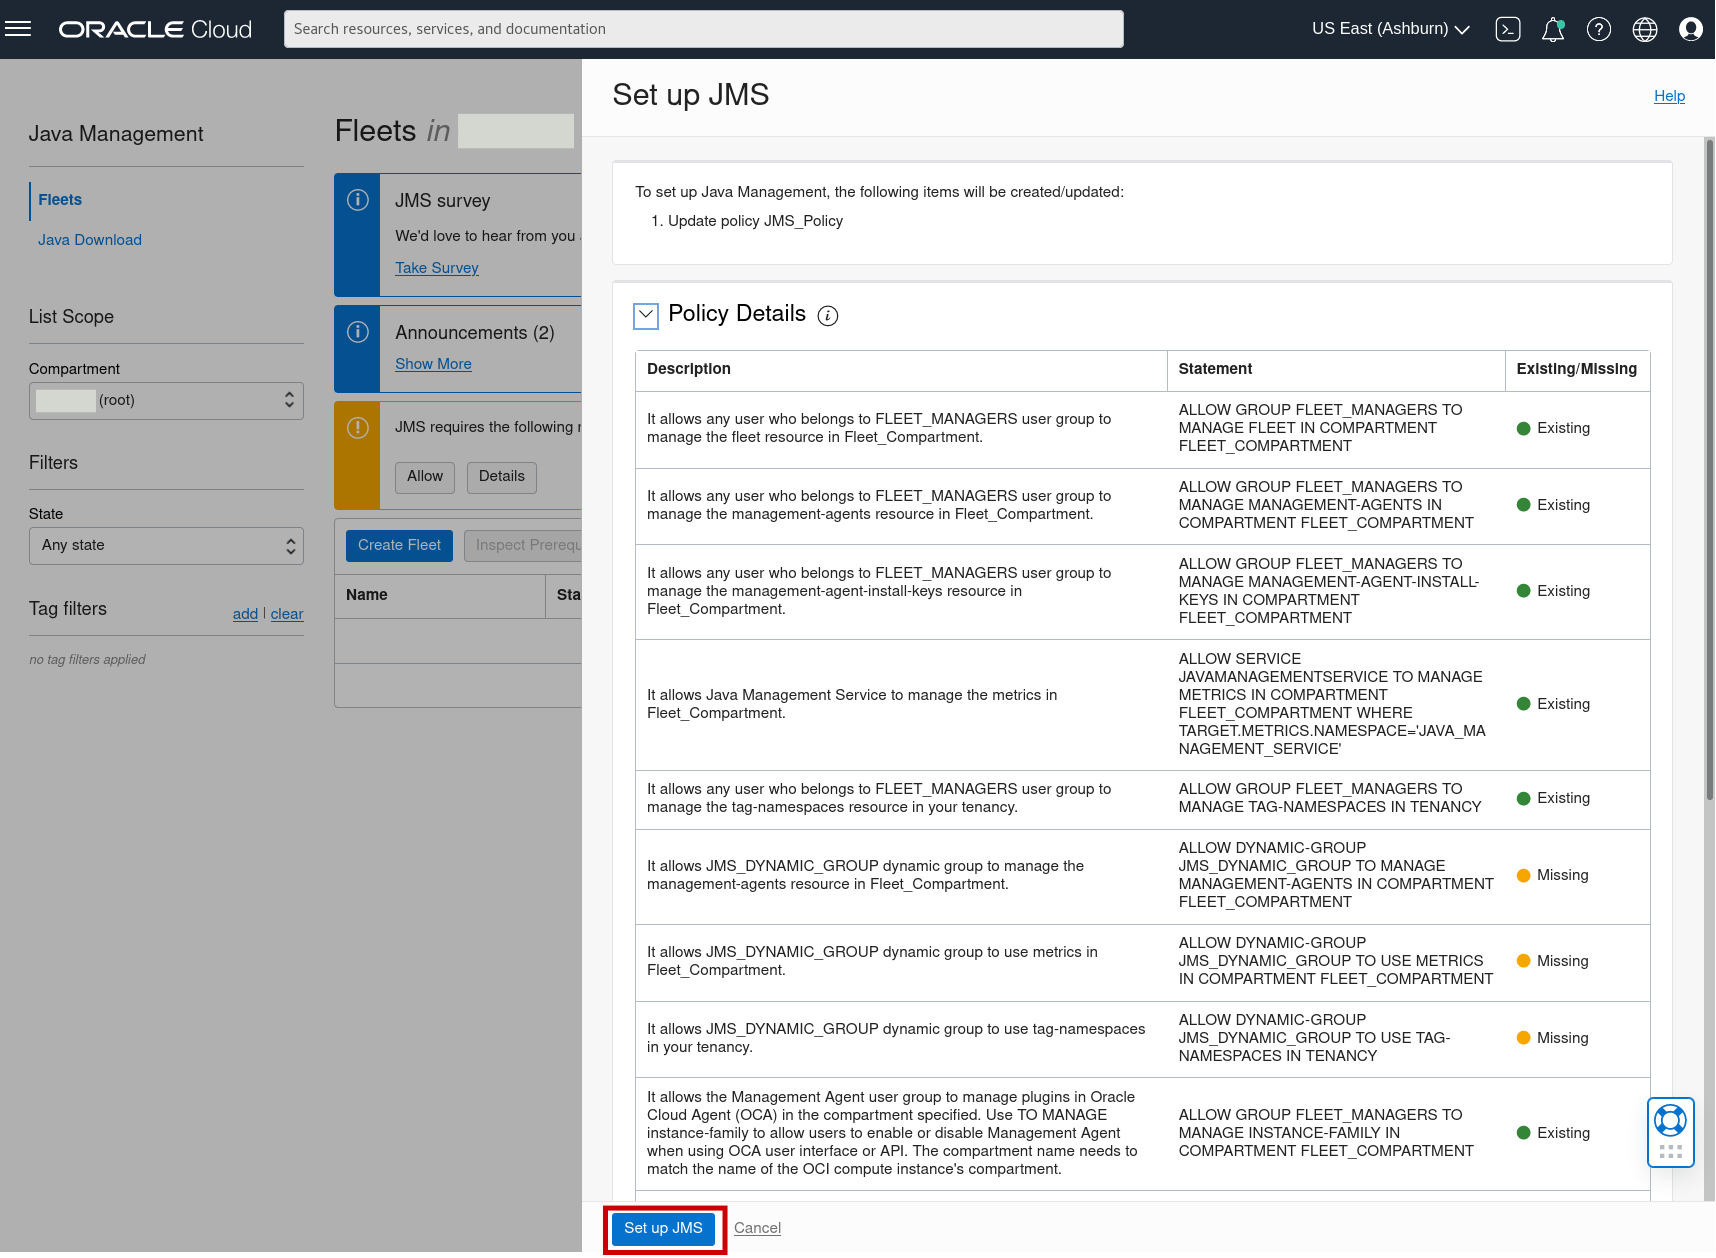 ORACLE Cloud
Search resources, services, and documentation
US East (Ashburn)
Java Management
Fleets
Java Download
List Scope
Compartment
(root)
Filters
State
Any state
Tag filters
add | clear
no tag filters applied
Fleets in
JMS survey
We'd love to hear from you
Take Survey
Announcements (2)
Show More
JMS requires the following
Allow
Details
Create Fleet
Inspect Prerequ
Name
Sta
Set up JMS
Help
To set up Java Management, the following items will be created/updated:
1. Update policy JMS_Policy
Policy Details
Description
Statement
Existing/Missing
It allows any user who belongs to FLEET_MANAGERS user group to
manage the fleet resource in Fleet_Compartment.
ALLOW GROUP FLEET_MANAGERS TO
MANAGE FLEET IN COMPARTMENT
FLEET_COMPARTMENT
Existing
It allows any user who belongs to FLEET_MANAGERS user group to
manage the management-agents resource in Fleet_Compartment.
ALLOW GROUP FLEET_MANAGERS TO
MANAGE MANAGEMENT-AGENTS IN
COMPARTMENT FLEET_COMPARTMENT
Existing
It allows any user who belongs to FLEET_MANAGERS user group to
manage the management-agent-install-keys resource in
Fleet_Compartment.
ALLOW GROUP FLEET_MANAGERS TO
MANAGE MANAGEMENT-AGENT-INSTALL-
KEYS IN COMPARTMENT
FLEET_COMPARTMENT
Existing
It allows Java Management Service to manage the metrics in
Fleet_Compartment.
ALLOW SERVICE
JAVAMANAGEMENTSERVICE TO MANAGE
METRICS IN COMPARTMENT
FLEET_COMPARTMENT WHERE
TARGET.METRICS.NAMESPACE='JAVA_MA
NAGEMENT_SERVICE'
Existing
It allows any user who belongs to FLEET_MANAGERS user group to
manage the tag-namespaces resource in your tenancy.
ALLOW GROUP FLEET_MANAGERS TO
MANAGE TAG-NAMESPACES IN TENANCY
Existing
It allows JMS_DYNAMIC_GROUP dynamic group to manage the
management-agents resource in Fleet_Compartment.
ALLOW DYNAMIC-GROUP
JMS_DYNAMIC_GROUP TO MANAGE
MANAGEMENT-AGENTS IN COMPARTMENT
FLEET_COMPARTMENT
Missing
It allows JMS_DYNAMIC_GROUP dynamic group to use metrics in
Fleet_Compartment.
ALLOW DYNAMIC-GROUP
JMS_DYNAMIC_GROUP TO USE METRICS
IN COMPARTMENT FLEET_COMPARTMENT
Missing
It allows JMS_DYNAMIC_GROUP dynamic group to use tag-namespaces
in your tenancy.
ALLOW DYNAMIC-GROUP
JMS_DYNAMIC_GROUP TO USE TAG-
NAMESPACES IN TENANCY
Missing
It allows the Management Agent user group to manage plugins in Oracle
Cloud Agent (OCA) in the compartment specified. Use TO MANAGE
instance-family to allow users to enable or disable Management Agent
when using OCA user interface or API. The compartment name needs to
match the name of the OCI compute instance's compartment.
ALLOW GROUP FLEET_MANAGERS TO
MANAGE INSTANCE-FAMILY IN
COMPARTMENT FLEET_COMPARTMENT
Existing
Set up JMS
Cancel